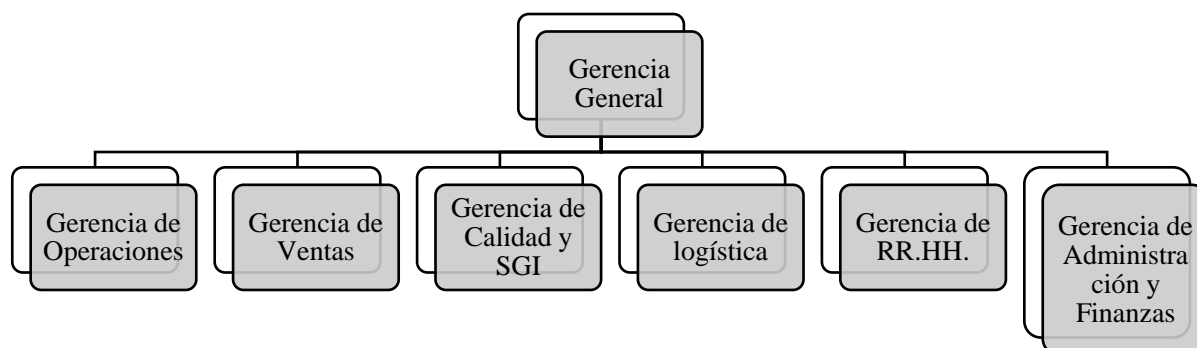 Gerencia
General
Gerencia de
Operaciones
Gerencia de
Ventas
Gerencia de
Calidad y
SGI
Gerencia de
logística
Gerencia de
RR.HH.
Gerencia de
Administra
ción y
Finanzas